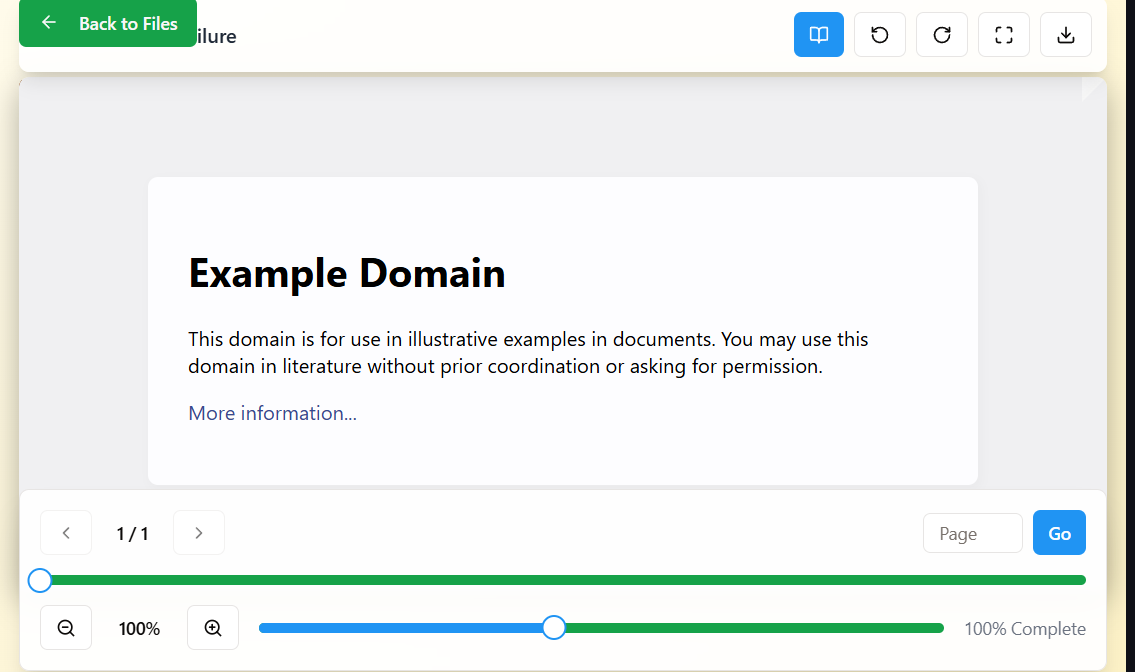 Back to Files
ilure
Example Domain
This domain is for use in illustrative examples in documents. You may use this
domain in literature without prior coordination or asking for permission.
More information...
1 / 1
Page
Go
100%
100% Complete